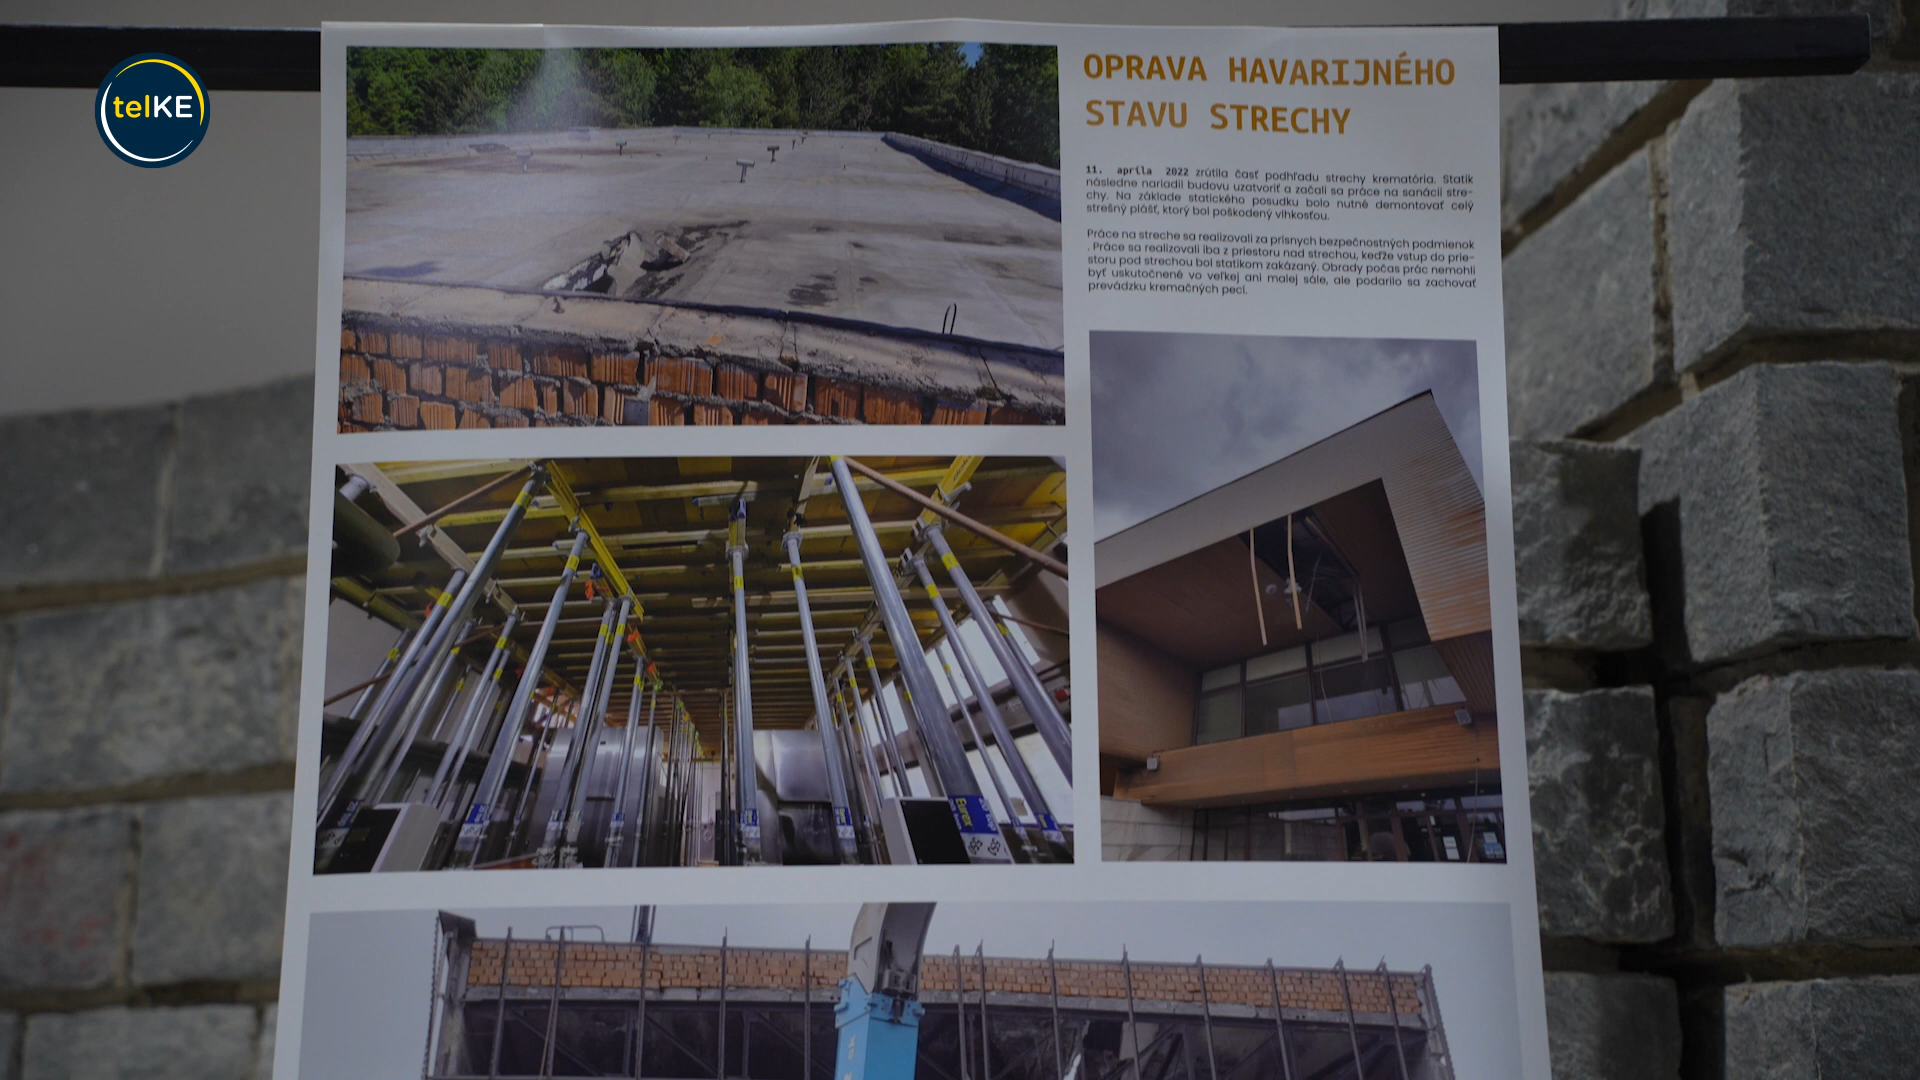 telKE
OPRAVA HAVARIJNÉHO
STAVU STRECHY
11. apríla 2022 zrútila časť podhľadu strechy krematória. Statik
následne nariadil budovu uzatvoriť a začali sa práce na sanácii stre-
chy. Na základe statického posudku bolo nutné demontovať celý
strešný plášť, ktorý bol poškodený vlhkosťou.
Práce na streche sa realizovali za prísnych bezpečnostných podmienok
. Práce sa realizovali iba z priestoru nad strechou, keďže vstup do prie-
storu pod strechou bol statikom zakázaný. Obrady počas prác nemohli
byť uskutočnené vo veľkej ani malej sále, ale podarilo sa zachovať
prevádzku kremačných pecí.
Eurex